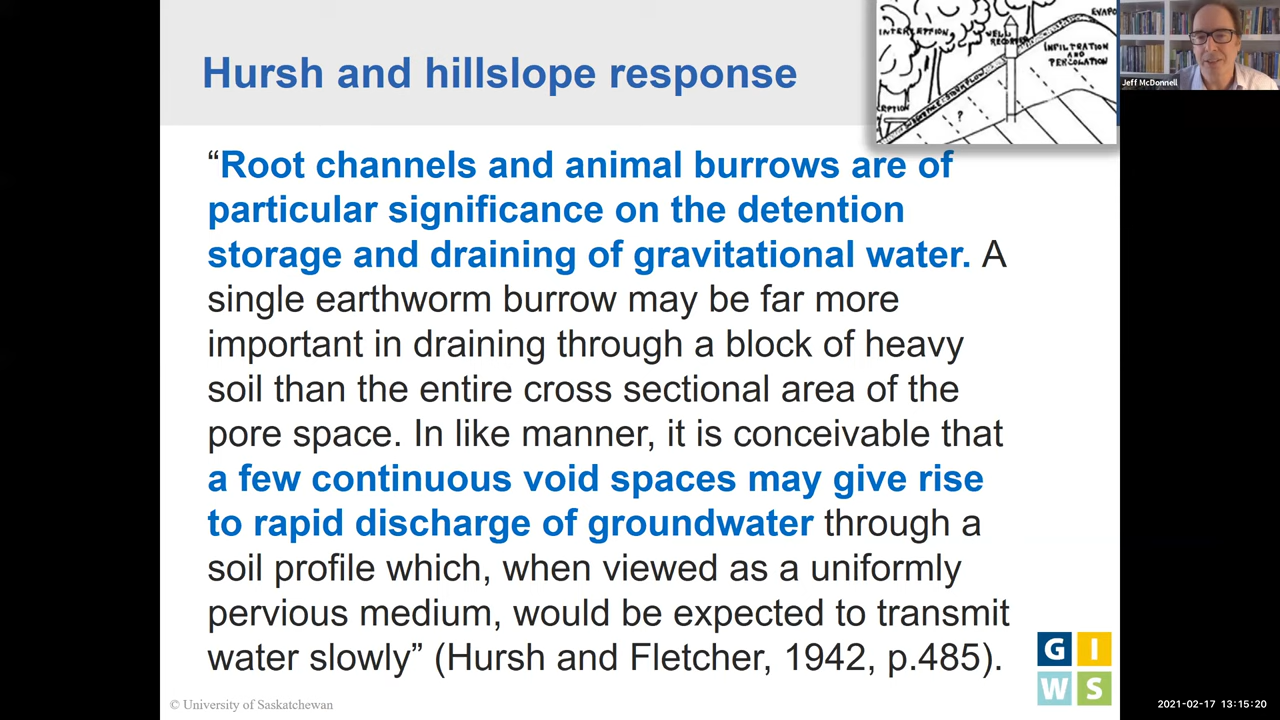 Hursh and hillslope response
INTERCEPTION
WELL
RECORDER
EVAPO
INFILTRATION
AND
PERCOLATION
?
Jeff McDonnell
“Root channels and animal burrows are of
particular significance on the detention
storage and draining of gravitational water. A
single earthworm burrow may be far more
important in draining through a block of heavy
soil than the entire cross sectional area of the
pore space. In like manner, it is conceivable that
a few continuous void spaces may give rise
to rapid discharge of groundwater through a
soil profile which, when viewed as a uniformly
pervious medium, would be expected to transmit
water slowly” (Hursh and Fletcher, 1942, p.485).
G I
W S
© University of Saskatchewan
2021-02-17 13:15:20